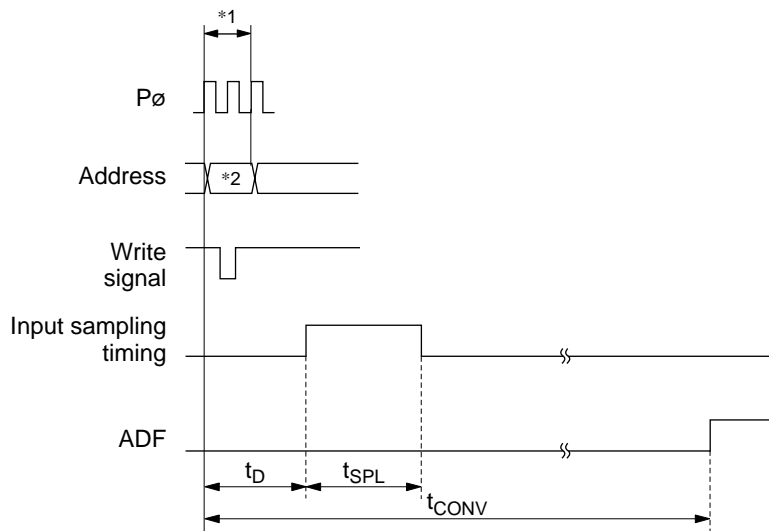 *1
Pø
Address
*2
Write
signal
Input sampling
timing
ADF
tD
tSPL
tCONV